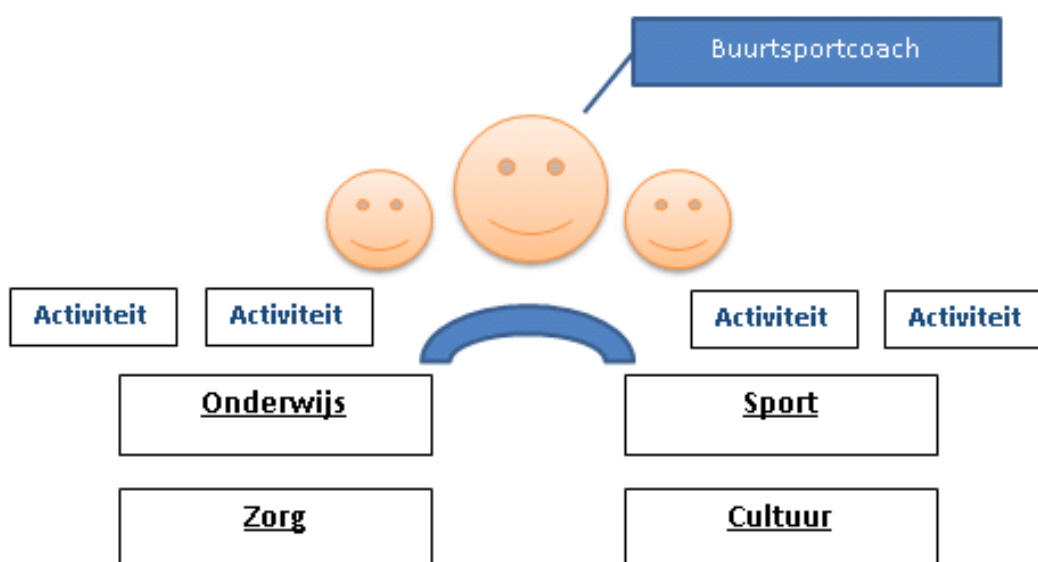 Buurtsportcoach
Activiteit
Activiteit
Activiteit
Activiteit
Onderwijs
Sport
Zorg
Cultuur